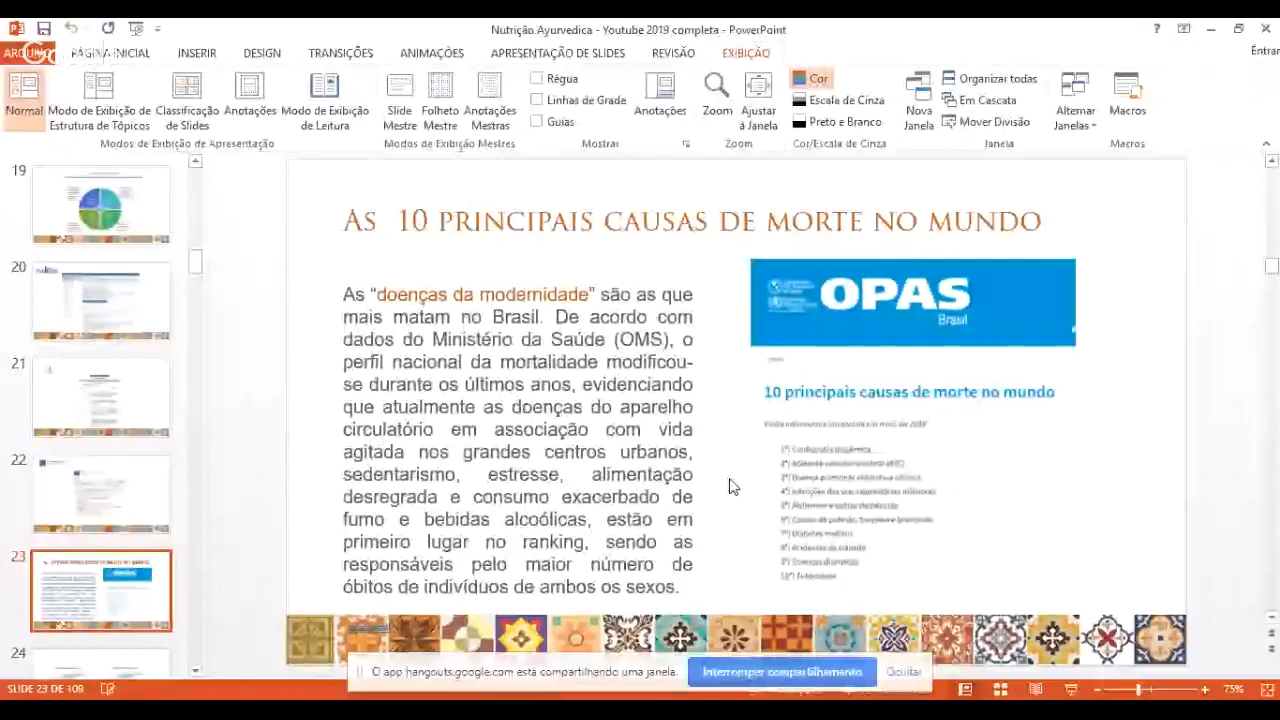 Nutrição Ayurvedica - Youtube 2019 completa - PowerPoint
ARQUIVO PÁGINA INICIAL INSERIR DESIGN TRANSIÇÕES ANIMAÇÕES APRESENTAÇÃO DE SLIDES REVISÃO EXIBIÇÃO Entrar
Normal
Modo de Exibição de Estrutura de Tópicos
Classificação de Slides
Anotações
Modo de Exibição de Leitura
Slide Mestre
Folheto Mestre
Anotações Mestras
Régua
Linhas de Grade
Guias
Anotações
Zoom
Ajustar à Janela
Cor
Escala de Cinza
Preto e Branco
Nova Janela
Organizar todas
Em Cascata
Mover Divisão
Alternar Janelas
Macros
Modos de Exibição de Apresentação
Modos de Exibição Mestres
Mostrar
Zoom
Cor/Escala de Cinza
Janela
Macros
19
20
21
22
23
24
As 10 principais causas de morte no mundo
As “doenças da modernidade” são as que
mais matam no Brasil. De acordo com
dados do Ministério da Saúde (OMS), o
perfil nacional da mortalidade modificou-
se durante os últimos anos, evidenciando
que atualmente as doenças do aparelho
circulatório em associação com vida
agitada nos grandes centros urbanos,
sedentarismo, estresse, alimentação
desregrada e consumo exacerbado de
fumo e bebidas alcoólicas, estão em
primeiro lugar no ranking, sendo as
responsáveis pelo maior número de
óbitos de indivíduos de ambos os sexos.
OPAS
Brasil
10 principais causas de morte no mundo
O app hangouts.google.com está compartilhando uma janela.
Interromper compartilhamento
Ocultar
SLIDE 23 DE 108
75%